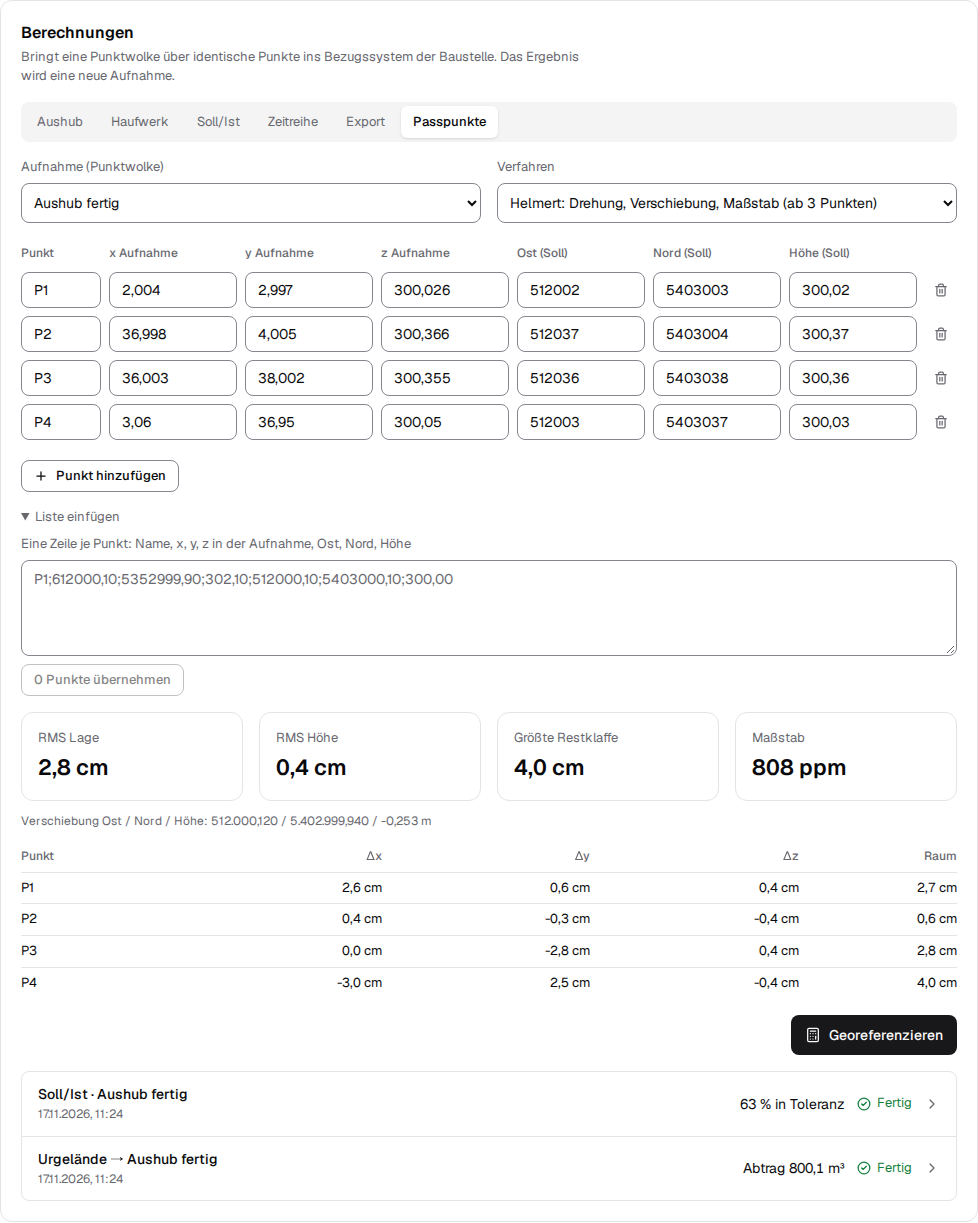 Berechnungen
Bringt eine Punktwolke über identische Punkte ins Bezugssystem der Baustelle. Das Ergebnis
wird eine neue Aufnahme.
Aushub Haufwerk Soll/Ist Zeitreihe Export Passpunkte
Aufnahme (Punktwolke) Verfahren
Aushub fertig Helmert: Drehung, Verschiebung, Maßstab (ab 3 Punkten)
Punkt x Aufnahme y Aufnahme z Aufnahme Ost (Soll) Nord (Soll) Höhe (Soll)
P1 2,004 2,997 300,026 512002 5403003 300,02
P2 36,998 4,005 300,366 512037 5403004 300,37
P3 36,003 38,002 300,355 512036 5403038 300,36
P4 3,06 36,95 300,05 512003 5403037 300,03
+ Punkt hinzufügen
▼ Liste einfügen
Eine Zeile je Punkt: Name, x, y, z in der Aufnahme, Ost, Nord, Höhe
P1;612000,10;5352999,90;302,10;512000,10;5403000,10;300,00
0 Punkte übernehmen
RMS Lage RMS Höhe Größte Restklaffe Maßstab
2,8 cm 0,4 cm 4,0 cm 808 ppm
Verschiebung Ost / Nord / Höhe: 512.000,120 / 5.402.999,940 / -0,253 m
Punkt Δx Δy Δz Raum
P1 2,6 cm 0,6 cm 0,4 cm 2,7 cm
P2 0,4 cm -0,3 cm -0,4 cm 0,6 cm
P3 0,0 cm -2,8 cm 0,4 cm 2,8 cm
P4 -3,0 cm 2,5 cm -0,4 cm 4,0 cm
Georeferenzieren
Soll/Ist · Aushub fertig
17.11.2026, 11:24
63 % in Toleranz Fertig
Urgelände → Aushub fertig
17.11.2026, 11:24
Abtrag 800,1 m³ Fertig